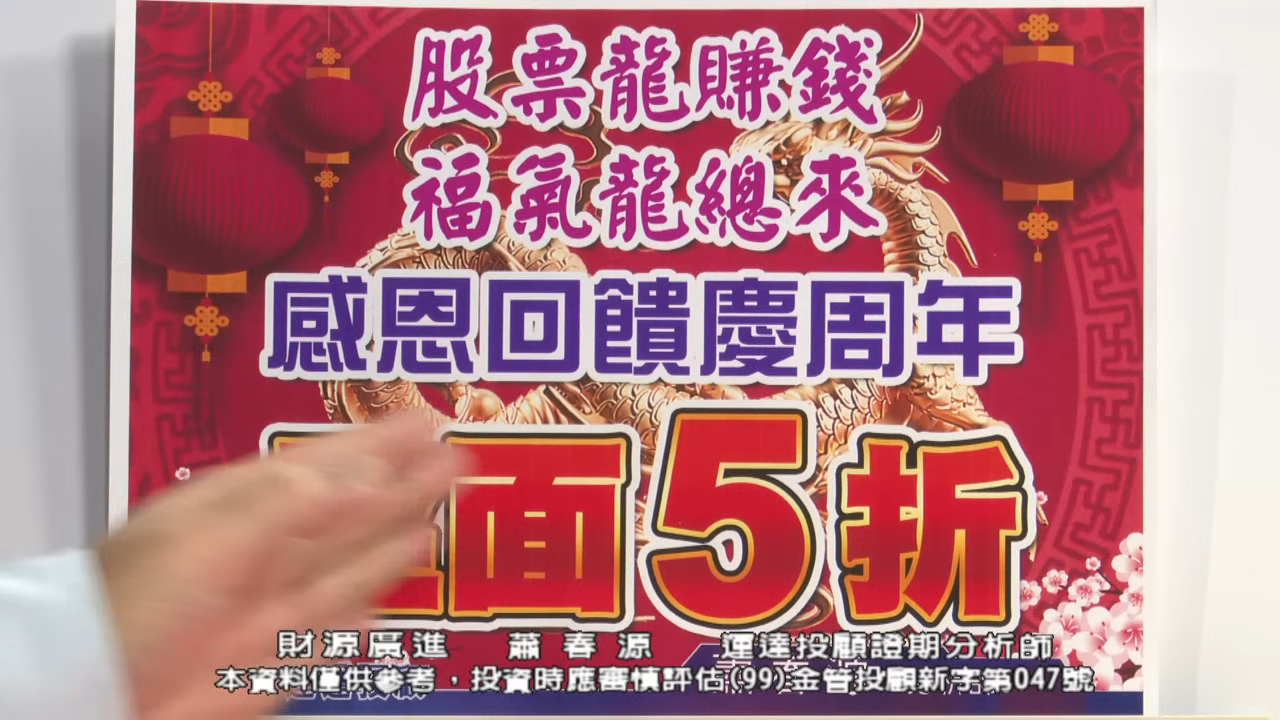 股票龍賺錢
福氣龍總來
感恩回饋慶周年
面5折
財源廣進 蕭春源 運達投顧證期分析師
本資料僅供參考，投資時應審慎評估(99)金管投顧新字第047號